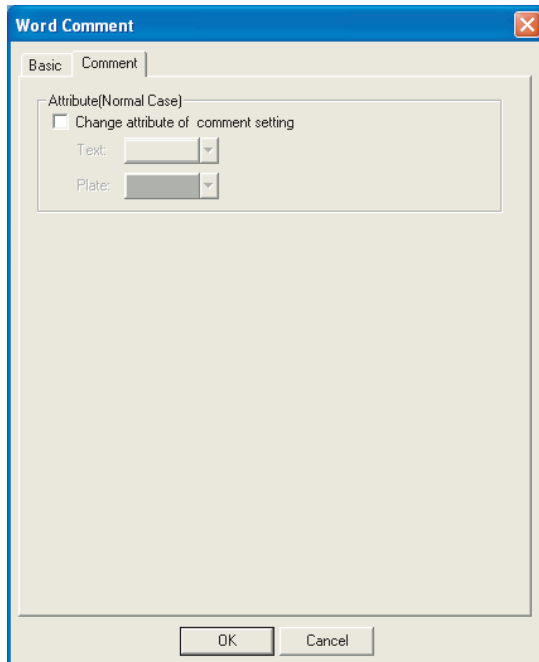 Word Comment
Basic Comment
Attribute(Normal Case)
Change attribute of comment setting
Text:
Plate:
OK Cancel